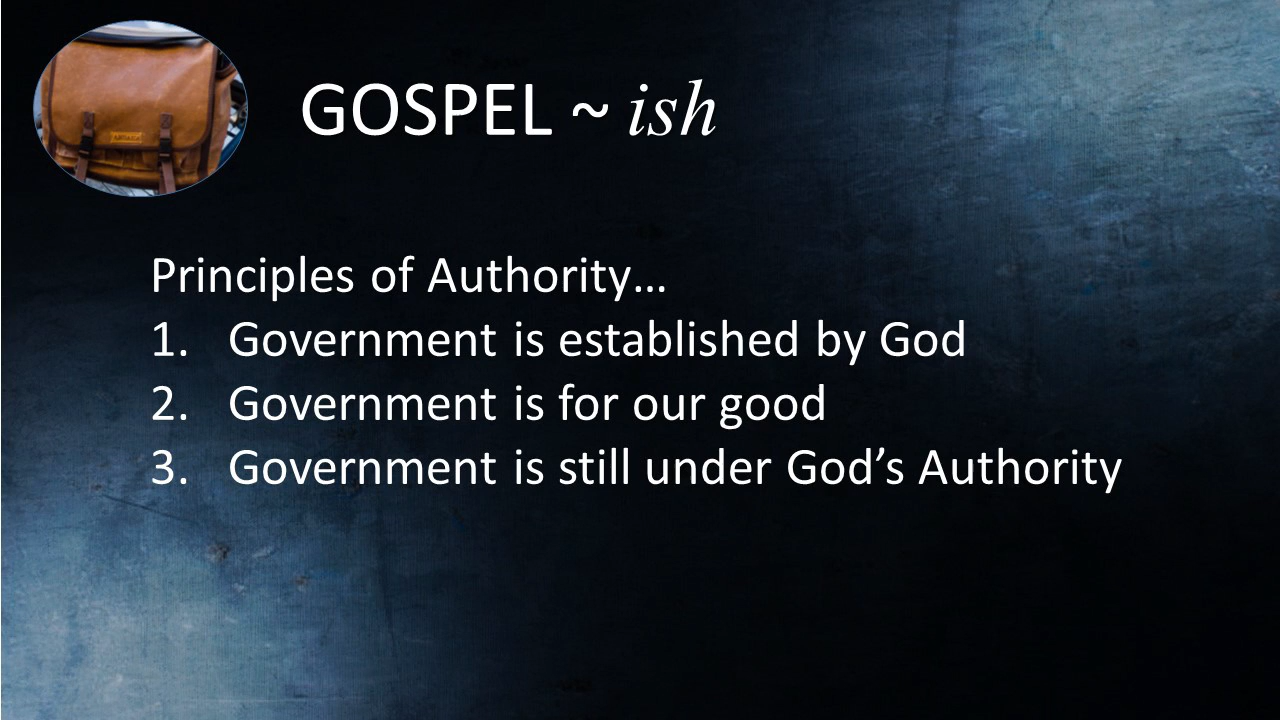 GOSPEL ~ ish
Principles of Authority…
1. Government is established by God
2. Government is for our good
3. Government is still under God’s Authority